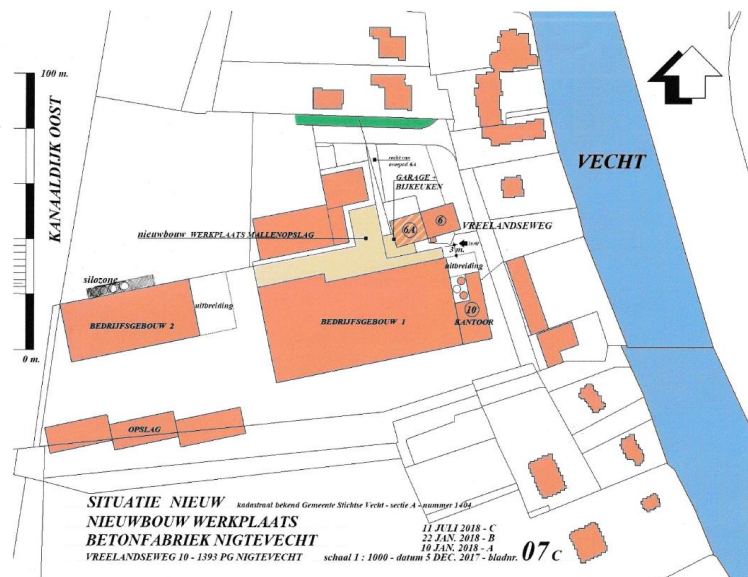 100 m.
KANAALDIJK OOST
VECHT
GARAGE +
BIJKEUKEN
6
6A
VREELANDSEWEG
nieuwbouw WERKPLAATS MALLENOPSLAG
3 m.
uitbreiding
silozone
uitbreiding
10
KANTOOR
BEDRIJFSGEBOUW 2
BEDRIJFSGEBOUW 1
0 m.
OPSLAG
SITUATIE NIEUW kadastraal bekend Gemeente Stichtse Vecht - sectie A - nummer 1404
NIEUWBOUW WERKPLAATS
BETONFABRIEK NIGTEVECHT
VREELANDSEWEG 10 - 1393 PG NIGTEVECHT
11 JULI 2018 - C
22 JAN. 2018 - B
10 JAN. 2018 - A
schaal 1 : 1000 - datum 5 DEC. 2017 - bladnr. 07 C